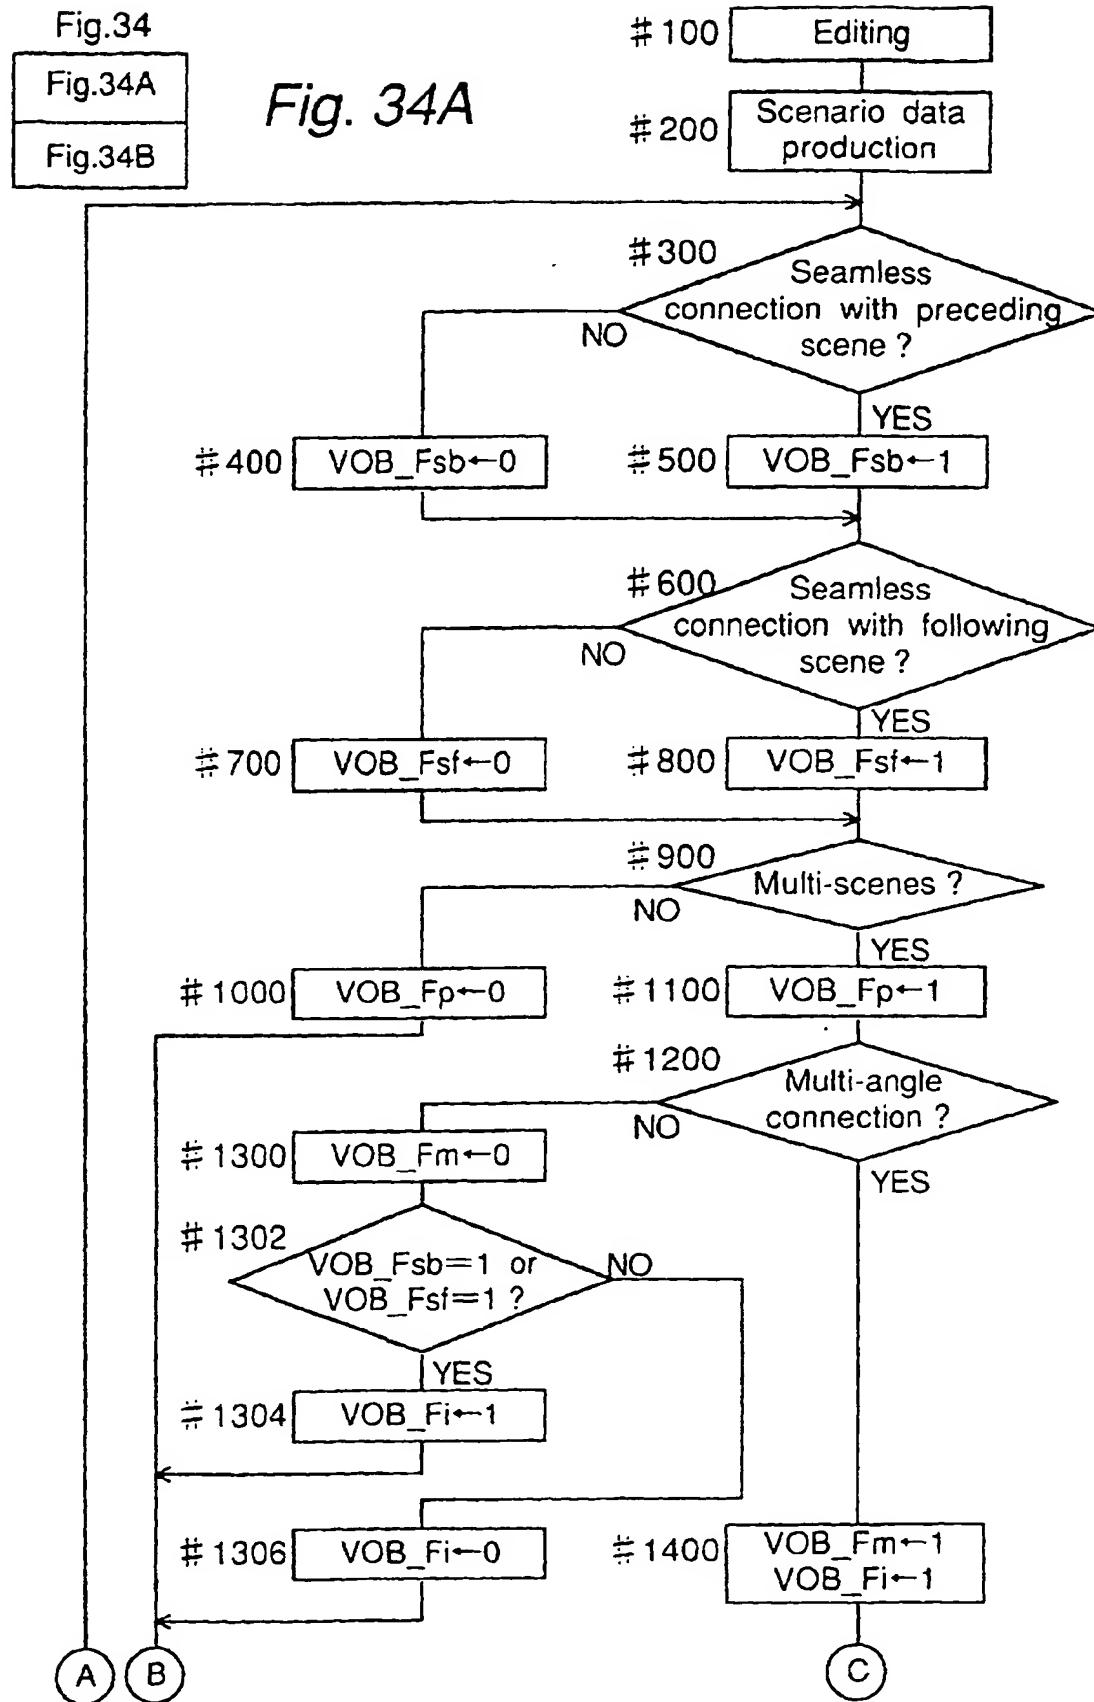 Fig.34
Fig.34A
Fig.34B
Fig. 34A
#100
Editing
#200
Scenario data
production
#300
Seamless
connection with preceding
scene ?
NO
YES
#400
VOB_Fsb←0
#500
VOB_Fsb←1
#600
Seamless
connection with following
scene ?
NO
YES
#700
VOB_Fsf←0
#800
VOB_Fsf←1
#900
Multi-scenes ?
NO
YES
#1000
VOB_Fp←0
#1100
VOB_Fp←1
#1200
Multi-angle
connection ?
NO
YES
#1300
VOB_Fm←0
#1302
VOB_Fsb=1 or
VOB_Fsf=1 ?
NO
YES
#1304
VOB_Fi←1
#1306
VOB_Fi←0
#1400
VOB_Fm←1
VOB_Fi←1
A
B
C